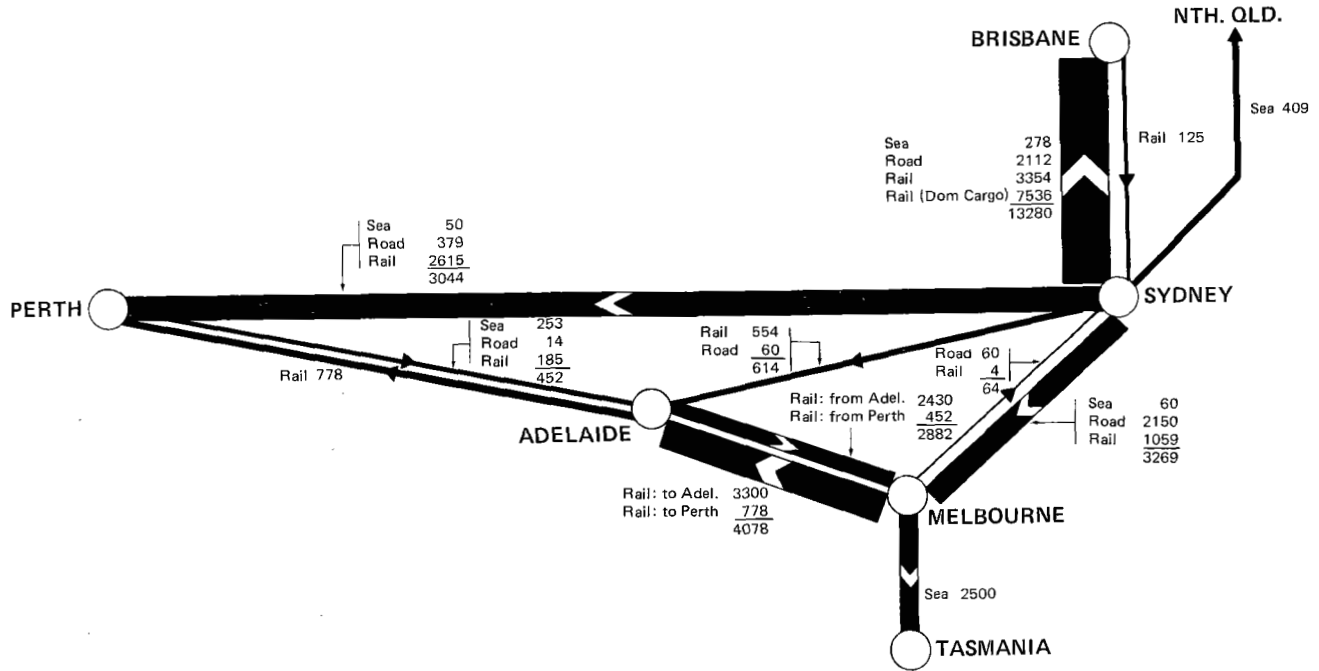 NTH. QLD.
BRISBANE
Sea 409
Rail 125
Sea 278
Road 2112
Rail 3354
Rail (Dom Cargo) 7536
13280
Sea 50
Road 379
Rail 2615
3044
PERTH
SYDNEY
Sea 253
Road 14
Rail 185
452
Rail 778
Rail 554
Road 60
614
Road 60
Rail 4
64
Rail: from Adel. 2430
Rail: from Perth 452
2882
Sea 60
Road 2150
Rail 1059
3269
ADELAIDE
Rail: to Adel. 3300
Rail: to Perth 778
4078
MELBOURNE
Sea 2500
TASMANIA